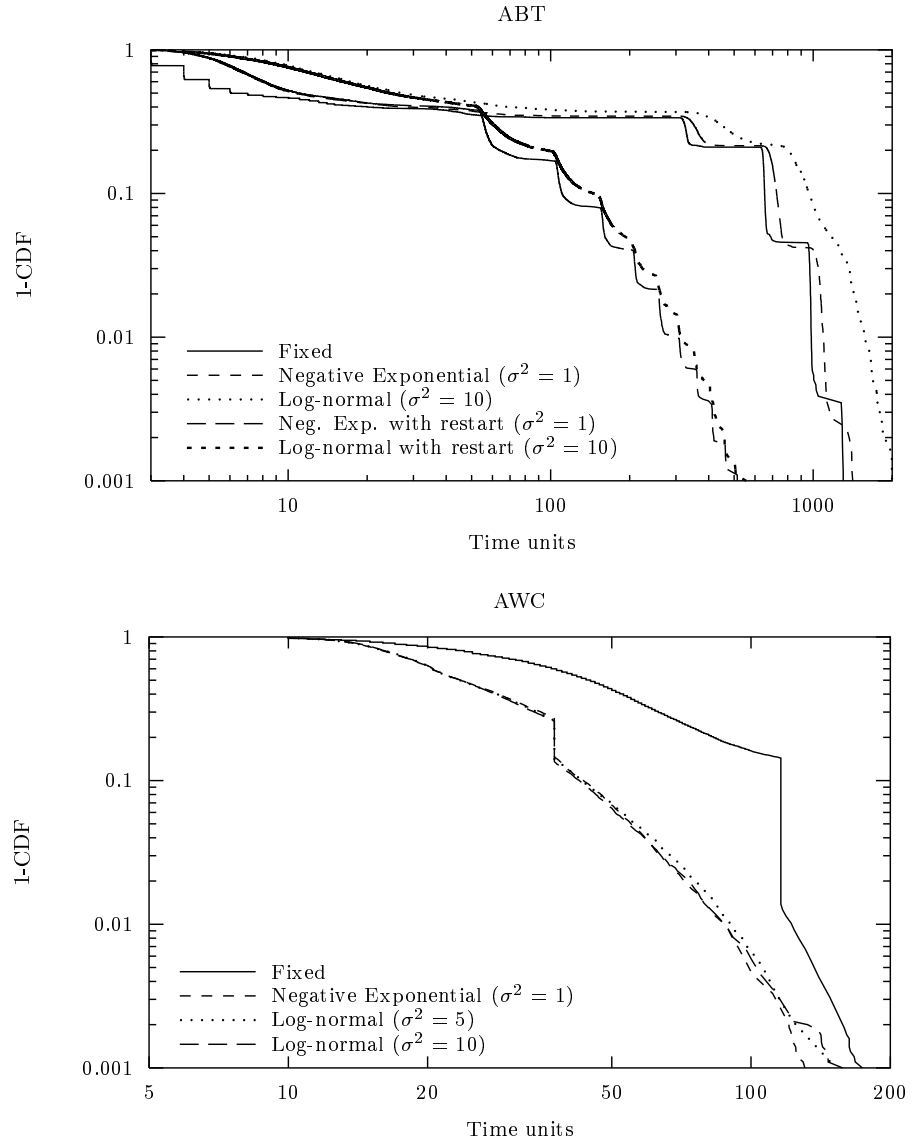 ABT
1
0.1
0.01
0.001
1-CDF
Fixed
Negative Exponential (σ² = 1)
Log-normal (σ² = 10)
Neg. Exp. with restart (σ² = 1)
Log-normal with restart (σ² = 10)
10
100
1000
Time units
AWC
1
0.1
0.01
0.001
1-CDF
Fixed
Negative Exponential (σ² = 1)
Log-normal (σ² = 5)
Log-normal (σ² = 10)
5
10
20
50
100
200
Time units